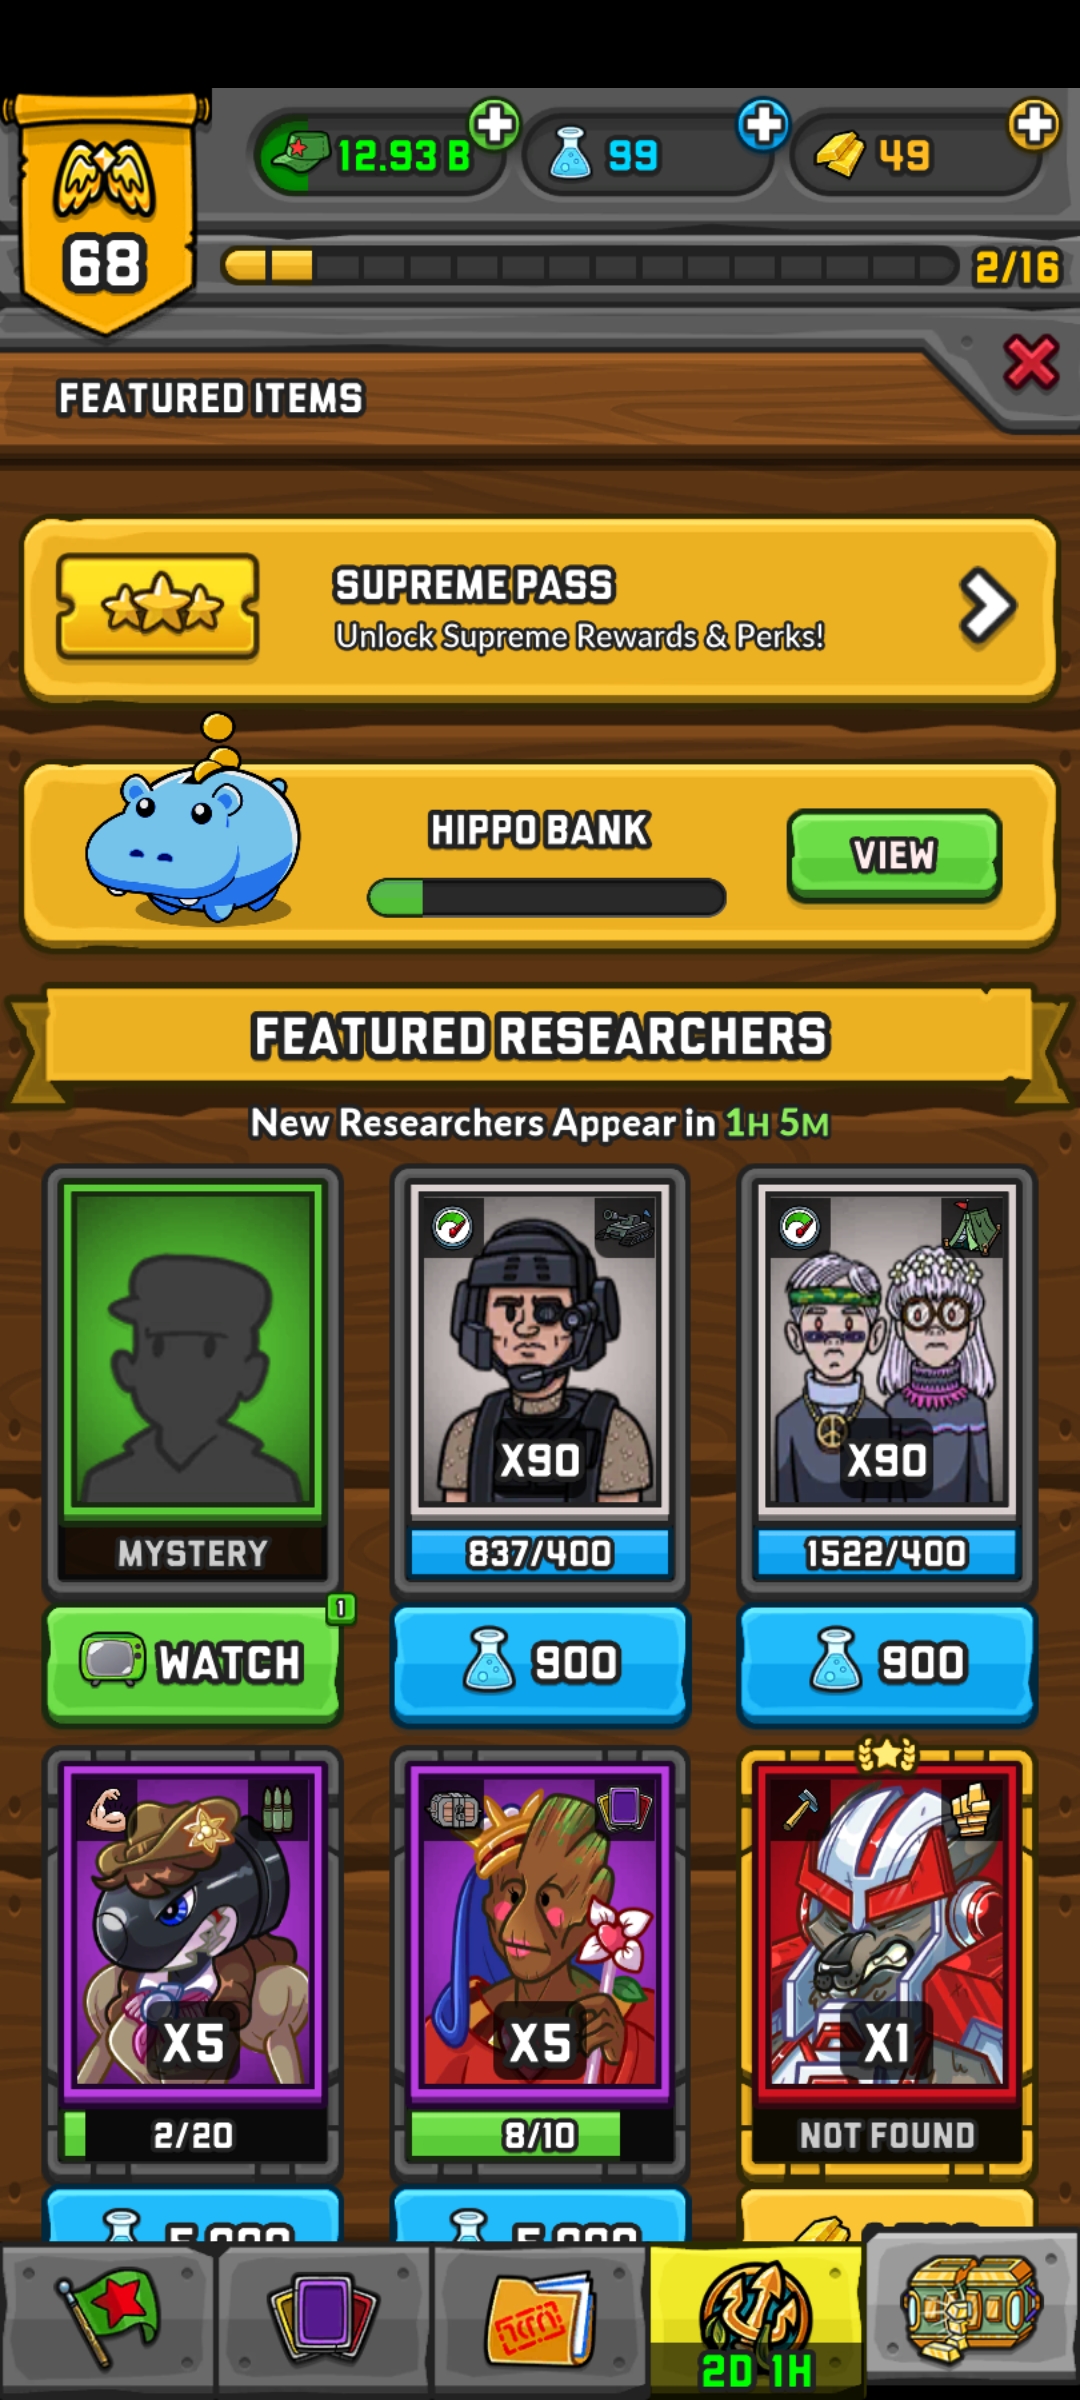 12.93 B
99
49
68
2/16
FEATURED ITEMS
SUPREME PASS
Unlock Supreme Rewards & Perks!
HIPPO BANK
VIEW
FEATURED RESEARCHERS
New Researchers Appear in 1H 5M
X90
X90
MYSTERY
837/400
1522/400
1
WATCH
900
900
X5
X5
X1
2/20
8/10
NOT FOUND
2D 1H